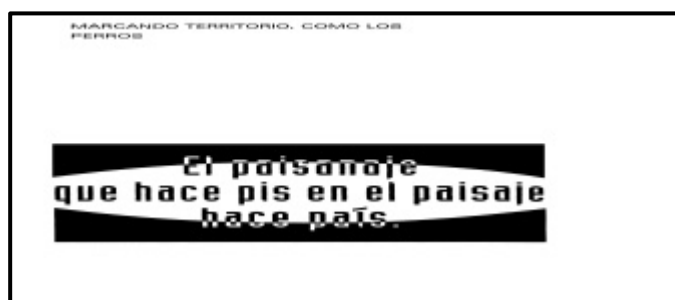 MARCANDO TERRITORIO, COMO LOS
PERROS
El paisanaje
que hace pis en el paisaje
hace país.